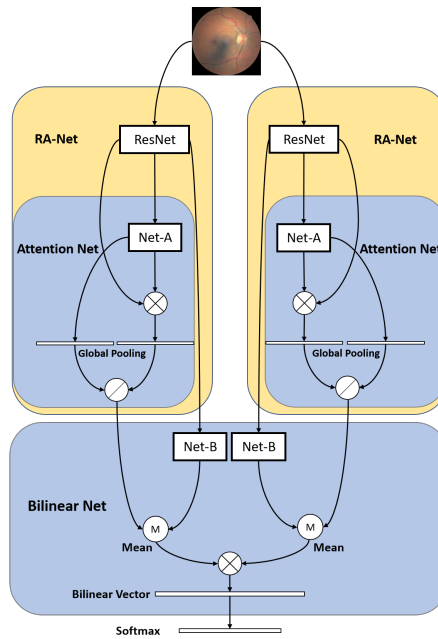 RA-Net
ResNet
ResNet
RA-Net
Attention Net
Net-A
Net-A
Attention Net
Global Pooling
Global Pooling
Net-B
Net-B
Bilinear Net
M
M
Mean
Mean
Bilinear Vector
Softmax